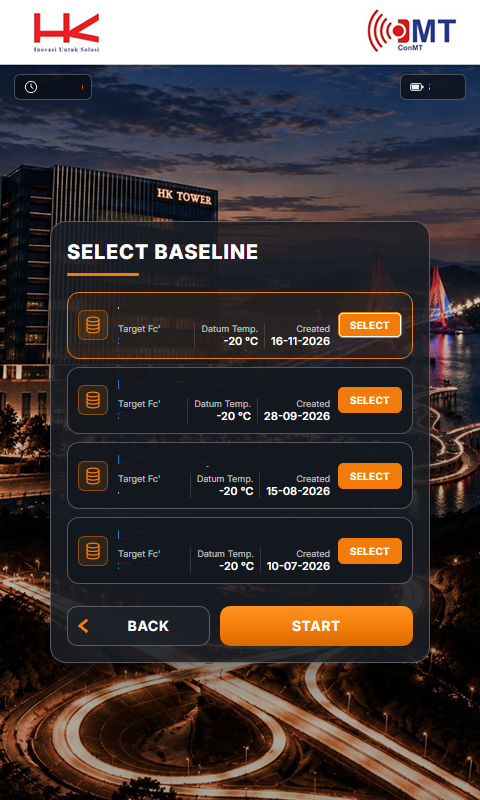 HK
Inovasi Untuk Solusi
MT
ConMT
HK TOWER
SELECT BASELINE
Target Fc'
Datum Temp.
-20 °C
Created
16-11-2026
SELECT
Target Fc'
Datum Temp.
-20 °C
Created
28-09-2026
SELECT
Target Fc'
Datum Temp.
-20 °C
Created
15-08-2026
SELECT
Target Fc'
Datum Temp.
-20 °C
Created
10-07-2026
SELECT
BACK
START